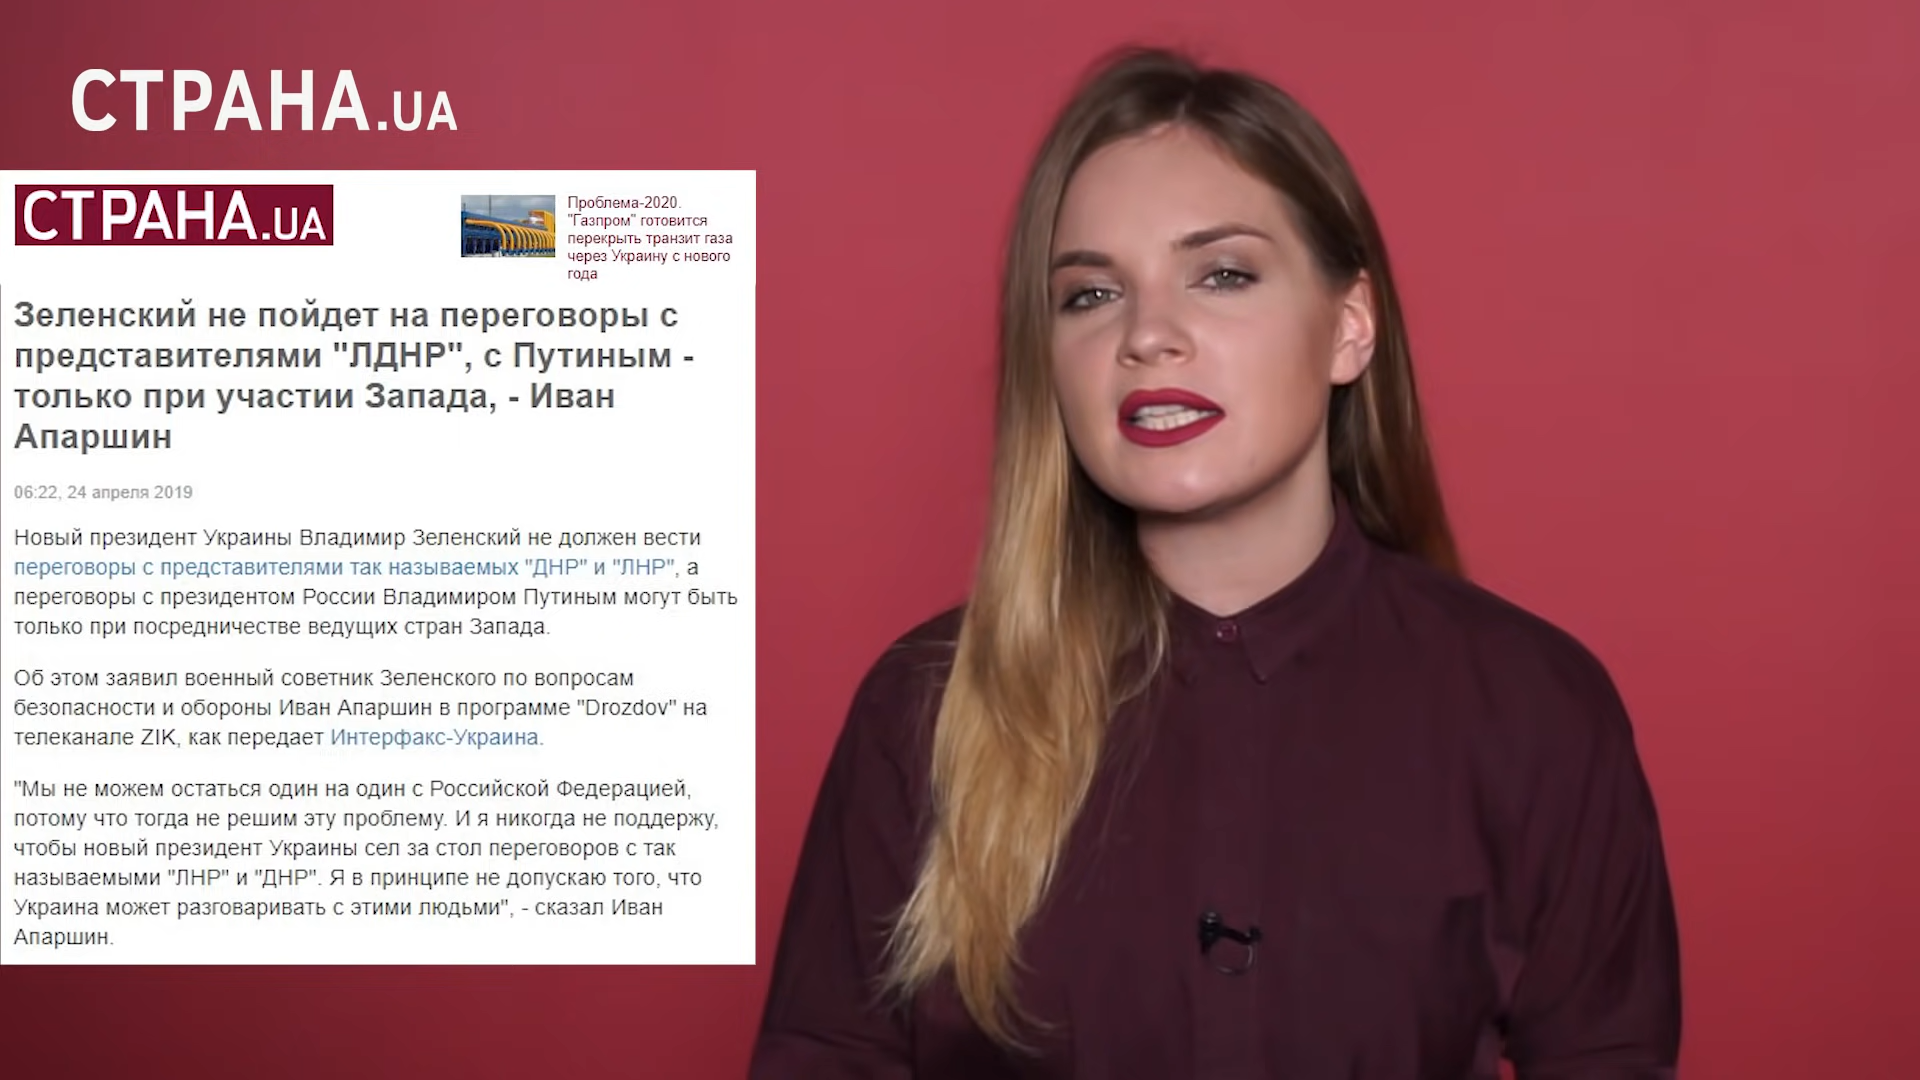 СТРАНА.UA
СТРАНА.UA
Проблема-2020.
"Газпром" готовится
перекрыть транзит газа
через Украину с нового
года
Зеленский не пойдет на переговоры с
представителями "ЛДНР", с Путиным -
только при участии Запада, - Иван
Апаршин
06:22, 24 апреля 2019
Новый президент Украины Владимир Зеленский не должен вести
переговоры с представителями так называемых "ДНР" и "ЛНР", а
переговоры с президентом России Владимиром Путиным могут быть
только при посредничестве ведущих стран Запада.
Об этом заявил военный советник Зеленского по вопросам
безопасности и обороны Иван Апаршин в программе "Drozdov" на
телеканале ZIK, как передает Интерфакс-Украина.
"Мы не можем остаться один на один с Российской Федерацией,
потому что тогда не решим эту проблему. И я никогда не поддержу,
чтобы новый президент Украины сел за стол переговоров с так
называемыми "ЛНР" и "ДНР". Я в принципе не допускаю того, что
Украина может разговаривать с этими людьми", - сказал Иван
Апаршин.